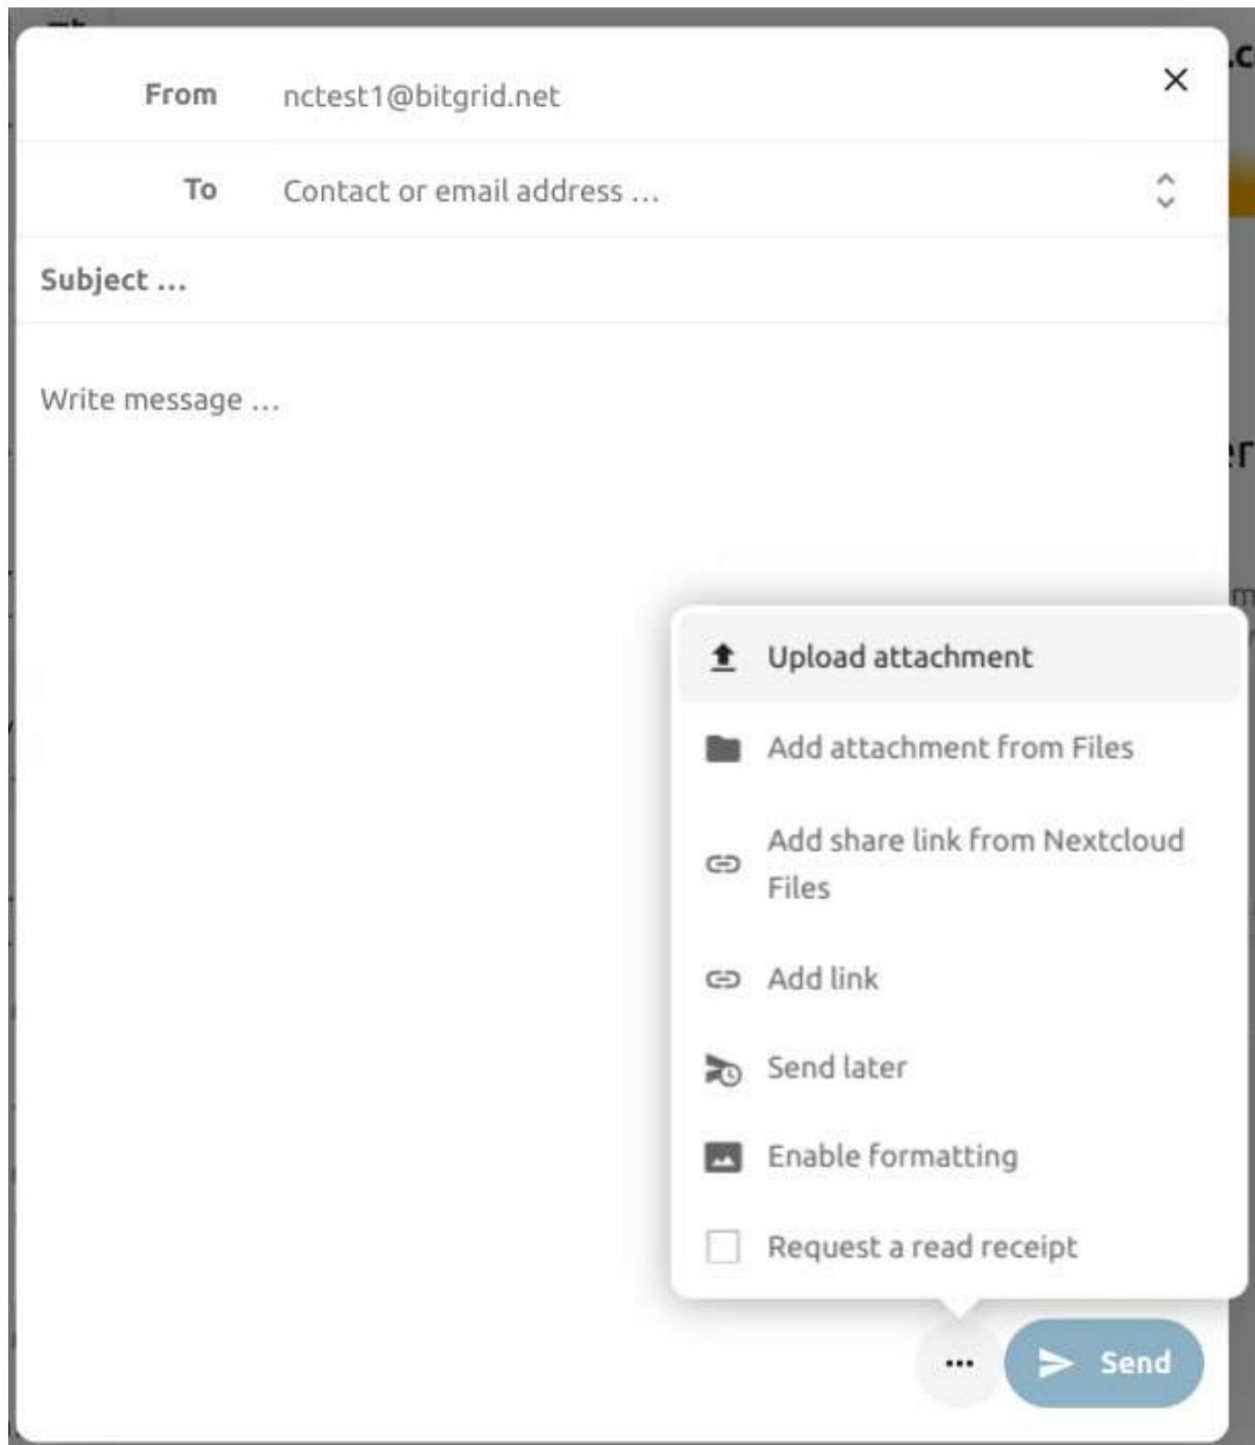 From nctest1@bitgrid.net
To Contact or email address …
Subject …
Write message …
Upload attachment
Add attachment from Files
Add share link from Nextcloud
Files
Add link
Send later
Enable formatting
Request a read receipt
Send